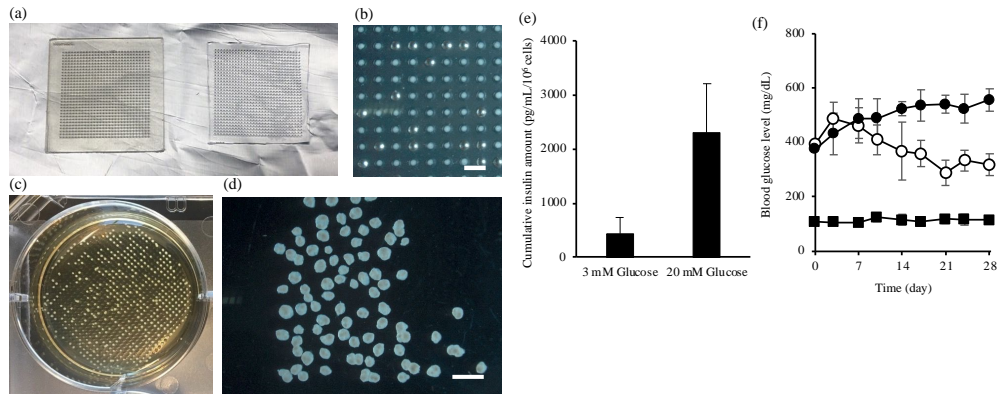 (a)
(b)
(c)
(d)
(e)
Cumulative insulin amount (pg/mL/10⁶ cells)
4000
3000
2000
1000
0
3 mM Glucose
20 mM Glucose
(f)
Blood glucose level (mg/dL)
800
600
400
200
0
0 7 14 21 28
Time (day)